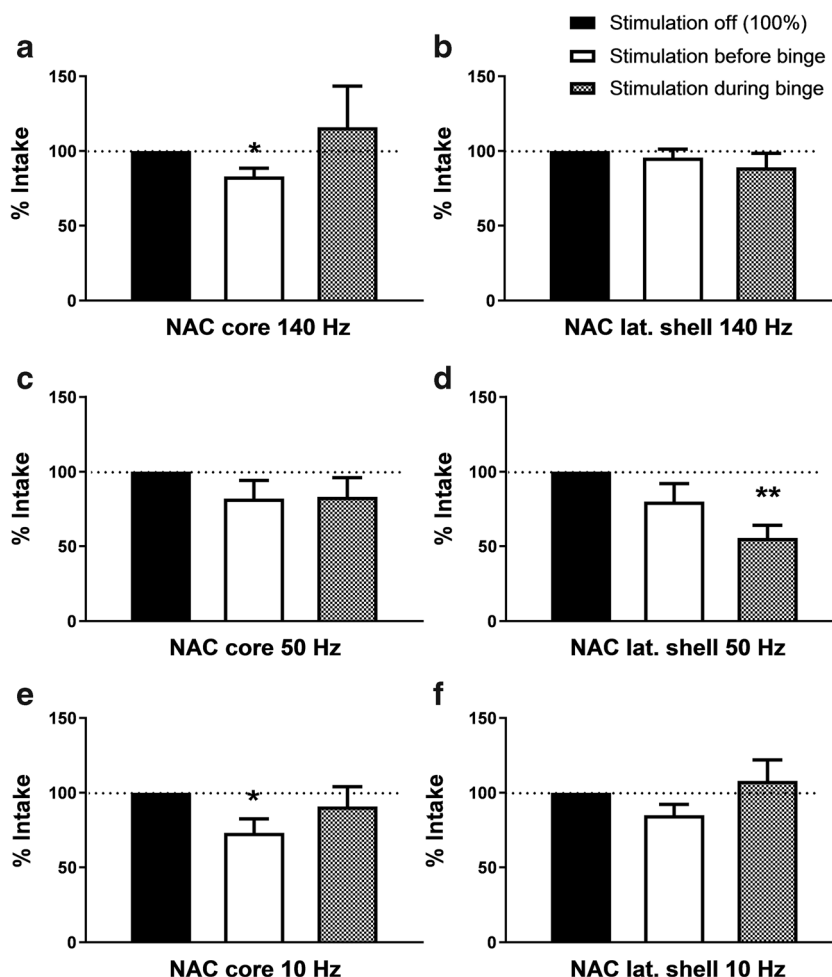 Stimulation off (100%)
Stimulation before binge
Stimulation during binge
a
150
100
50
0
% Intake
*
NAC core 140 Hz
b
150
100
50
0
% Intake
NAC lat. shell 140 Hz
c
150
100
50
0
% Intake
NAC core 50 Hz
d
150
100
50
0
% Intake
**
NAC lat. shell 50 Hz
e
150
100
50
0
% Intake
*
NAC core 10 Hz
f
150
100
50
0
% Intake
NAC lat. shell 10 Hz